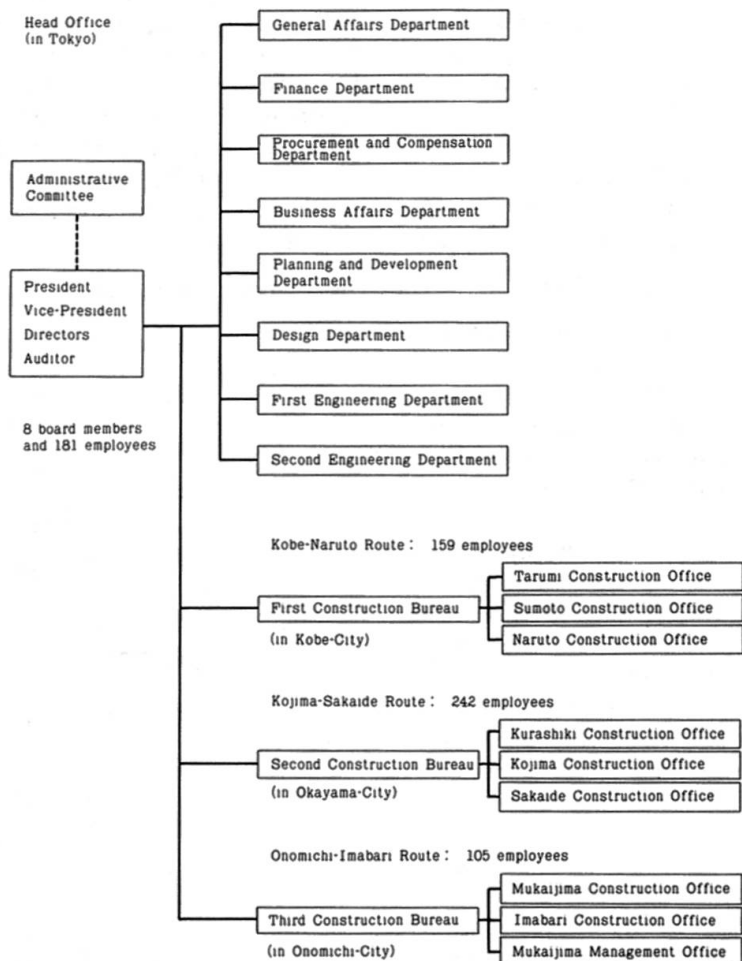 Head Office
(in Tokyo)
General Affairs Department
Finance Department
Procurement and Compensation
Department
Administrative
Committee
Business Affairs Department
Planning and Development
Department
President
Vice-President
Directors
Auditor
Design Department
First Engineering Department
8 board members
and 181 employees
Second Engineering Department
Kobe-Naruto Route : 159 employees
First Construction Bureau
(in Kobe-City)
Tarumi Construction Office
Sumoto Construction Office
Naruto Construction Office
Kojima-Sakaide Route : 242 employees
Second Construction Bureau
(in Okayama-City)
Kurashiki Construction Office
Kojima Construction Office
Sakaide Construction Office
Onomichi-Imabari Route : 105 employees
Third Construction Bureau
(in Onomichi-City)
Mukaijima Construction Office
Imabari Construction Office
Mukaijima Management Office